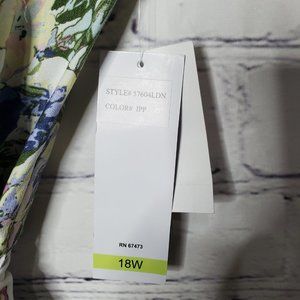 STYLE# 57604LDN
COLOR# IPP
RN 67473
18W